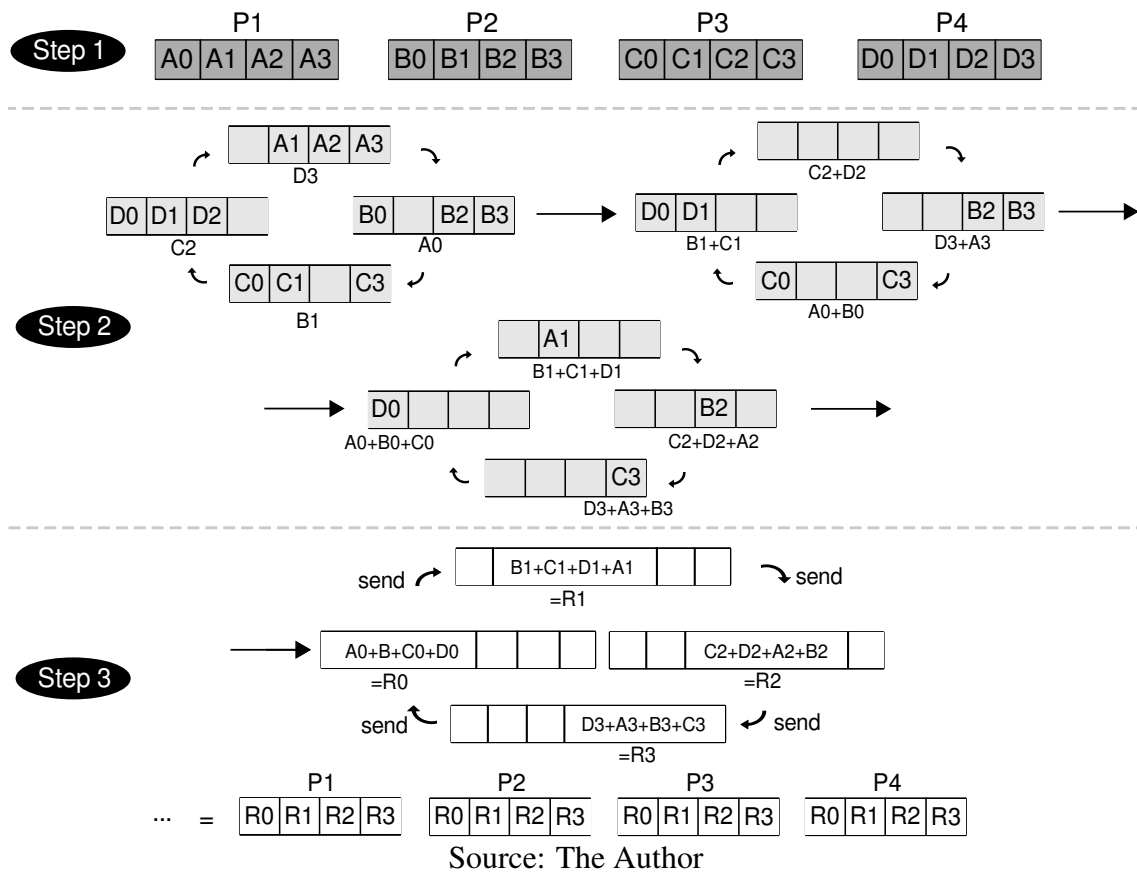 P1 P2 P3 P4
Step 1
A0 A1 A2 A3 B0 B1 B2 B3 C0 C1 C2 C3 D0 D1 D2 D3
A1 A2 A3
D3
C2+D2
D0 D1 D2 B0 B2 B3 D0 D1 B2 B3
C2 A0 B1+C1 D3+A3
C0 C1 C3 C0 C3
B1 A0+B0
Step 2
A1
B1+C1+D1
D0 B2
A0+B0+C0 C2+D2+A2
C3
D3+A3+B3
send B1+C1+D1+A1 send
=R1
A0+B+C0+D0 C2+D2+A2+B2
Step 3
=R0 =R2
send D3+A3+B3+C3 send
=R3
P1 P2 P3 P4
... = R0 R1 R2 R3 R0 R1 R2 R3 R0 R1 R2 R3 R0 R1 R2 R3
Source: The Author